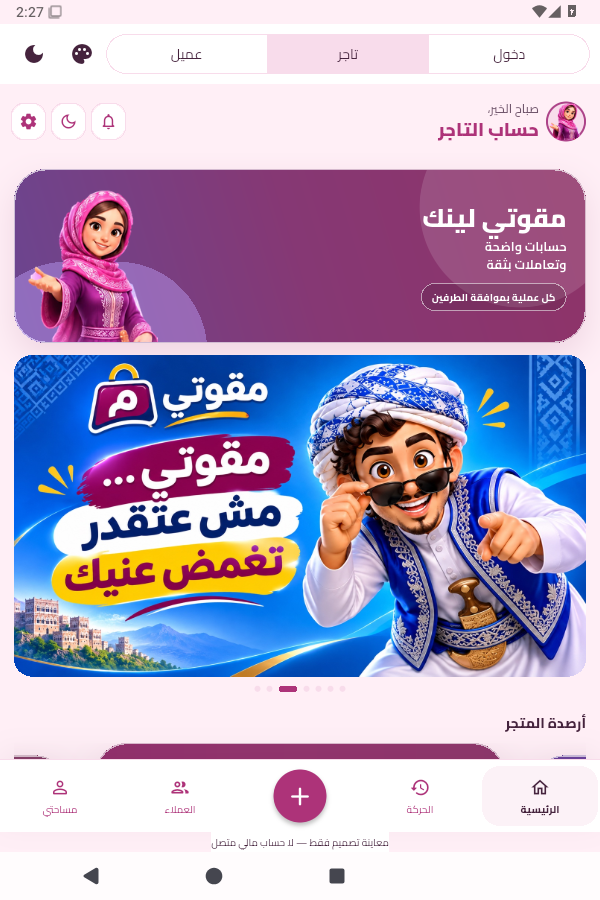 2:27
دخول
تاجر
عميل
صباح الخير،
حساب التاجر
مقوتي لينك
حسابات واضحة
وتعاملات بثقة
كل عملية بموافقة الطرفين
مقوتي
م
مقوتي...
مش عتقدر
تغمض عنيك
أرصدة المتجر
الرئيسية
الحركة
العملاء
مساحتي
معاينة تصميم فقط — لا حساب مالي متصل